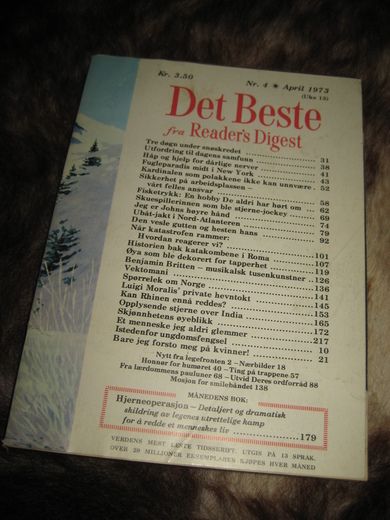 Kr. 3.50 Nr. 4 ★ April 1973
(Uke 13)
Det Beste
fra Reader's Digest
Tre døgn under snøskredet 31
Utfordring til dagens samfunn 38
Håp og hjelp for dårlige nerver 41
Fugleparadis midt i New York 43
Kardinalen som polakkene ikke kan unnvære . 52
Sikkerhet på arbeidsplassen –
vårt felles ansvar 58
Fisketrykk: En hobby De aldri har hørt om 62
Skuespillerinnen som ble stjerne-jockey 69
Jeg er Johns høyre hånd 74
Ubåt-jakt i Nord-Atlanteren 79
Den vesle gutten og hesten hans 92
Når katastrofen rammer:
Hvordan reagerer vi? 101
Historien bak katakombene i Roma 107
Øya som ble dekorert for tapperhet 119
Benjamin Britten – musikalsk tusenkunstner . 126
Vektomani 136
Spørrelek om Norge 141
Luigi Moralis' private hevntokt 145
Kan Rhinen ennå reddes? 153
Opplysende stjerne over India 165
Skjønnhetens øyeblikk 172
Et menneske jeg aldri glemmer 217
Istedenfor ungdomsfengsel 10
Bare jeg forsto meg på kvinner! 21
Nytt fra legefronten 2 – Nærbilder 18
Honnør for humøret 40 – Ting på trappene 57
Fra lærdommens pauluner 68 – Utvid Deres ordforråd 88
Mosjon for smilebåndet 138
MÅNEDENS BOK:
Hjerneoperasjon – Detaljert og dramatisk
skildring av legenes utrettelige kamp
for å redde et menneskes liv 179
VERDENS MEST LESTE TIDSSKRIFT. UTGIS PÅ 13 SPRÅK.
OVER 29 MILLIONER EKSEMPLARER KJØPES HVER MÅNED